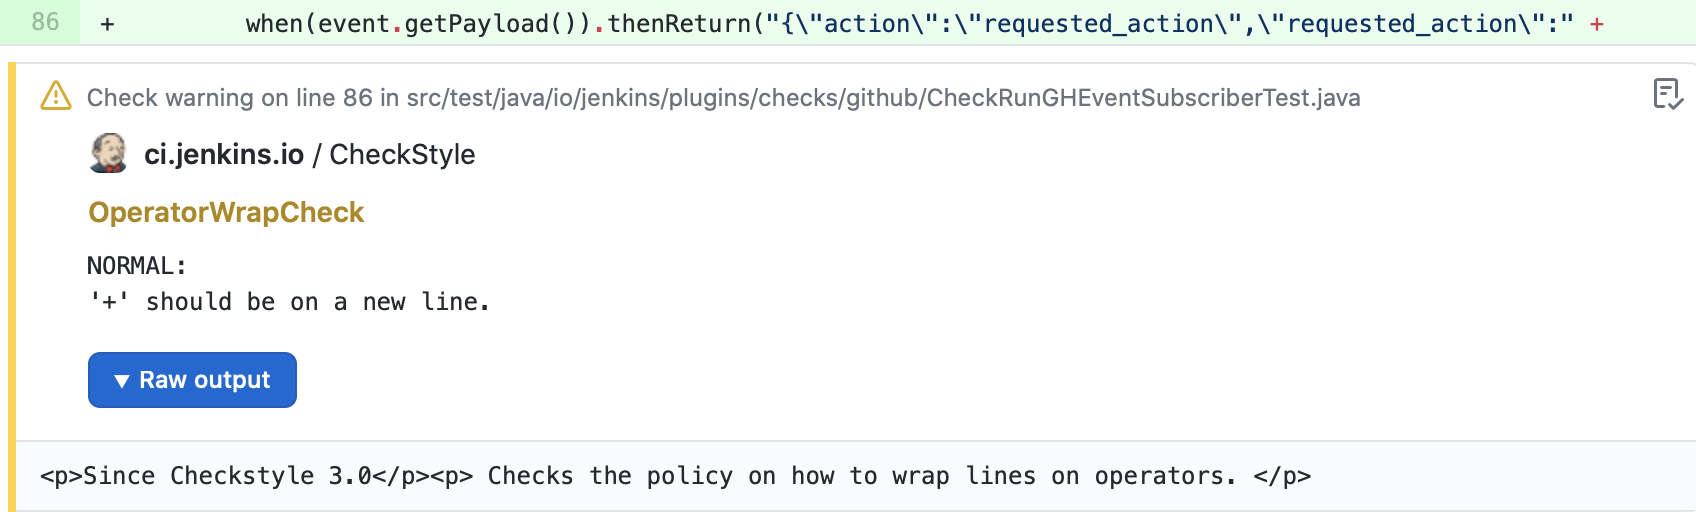 86 + when(event.getPayload()).thenReturn("{\"action\":\"requested_action\",\"requested_action\":" +
Check warning on line 86 in src/test/java/io/jenkins/plugins/checks/github/CheckRunGHEventSubscriberTest.java
ci.jenkins.io / CheckStyle
OperatorWrapCheck
NORMAL:
'+' should be on a new line.
▼ Raw output
<p>Since Checkstyle 3.0</p><p> Checks the policy on how to wrap lines on operators. </p>